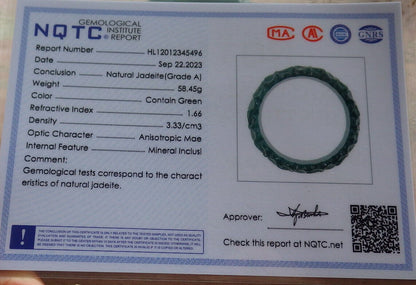 NQTC GEMOLOGICAL INSTITUTE © REPORT
MA
GNRS
Report Number HL12012345496
Date Sep 22,2023
Conclusion Natural Jadeite(Grade A)
Weight 58.45g
Color Contain Green
Refractive Index 1.66
Density 3.33/cm3
Optic Character Anisotropic Mae
Internal Feature Mineral Inclusi
Comment:
Gemological tests correspond to the charact
eristics of natural jadeite.
Approver:
Check this report at NQTC.net